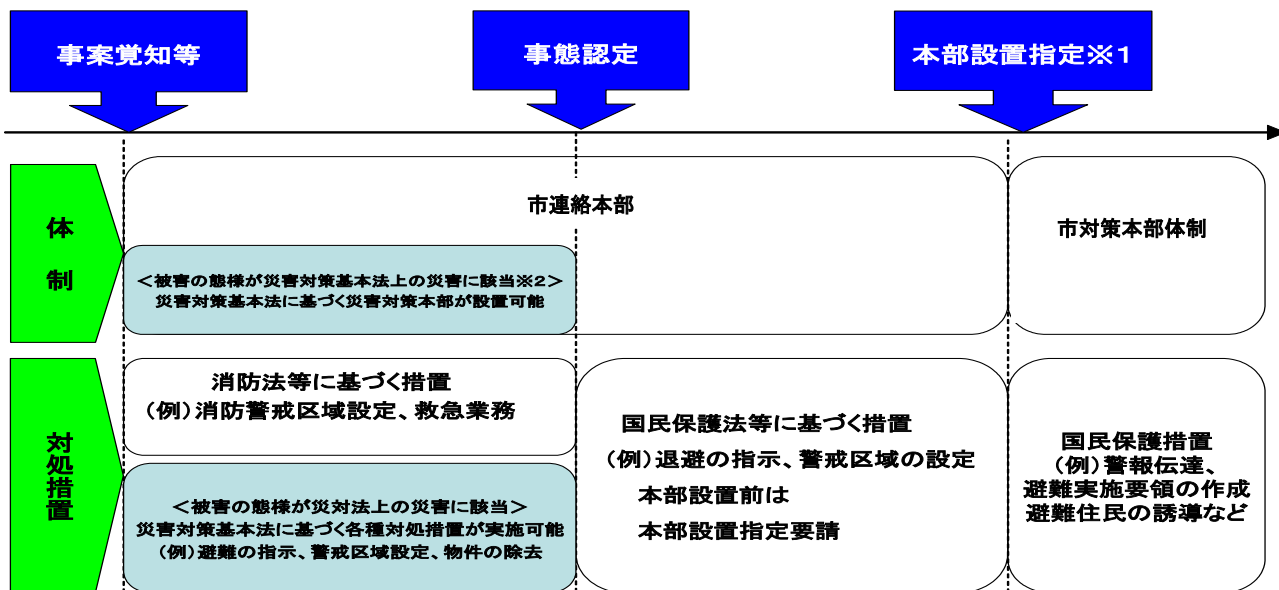 事案覚知等
事態認定
本部設置指定※1
体制
市連絡本部
市対策本部体制
＜被害の態様が災害対策基本法上の災害に該当※2＞
災害対策基本法に基づく災害対策本部が設置可能
対処措置
消防法等に基づく措置
（例）消防警戒区域設定、救急業務
＜被害の態様が災対法上の災害に該当＞
災害対策基本法に基づく各種対処措置が実施可能
（例）避難の指示、警戒区域設定、物件の除去
国民保護法等に基づく措置
（例）退避の指示、警戒区域の設定
本部設置前は
本部設置指定要請
国民保護措置
（例）警報伝達、
避難実施要領の作成
避難住民の誘導など